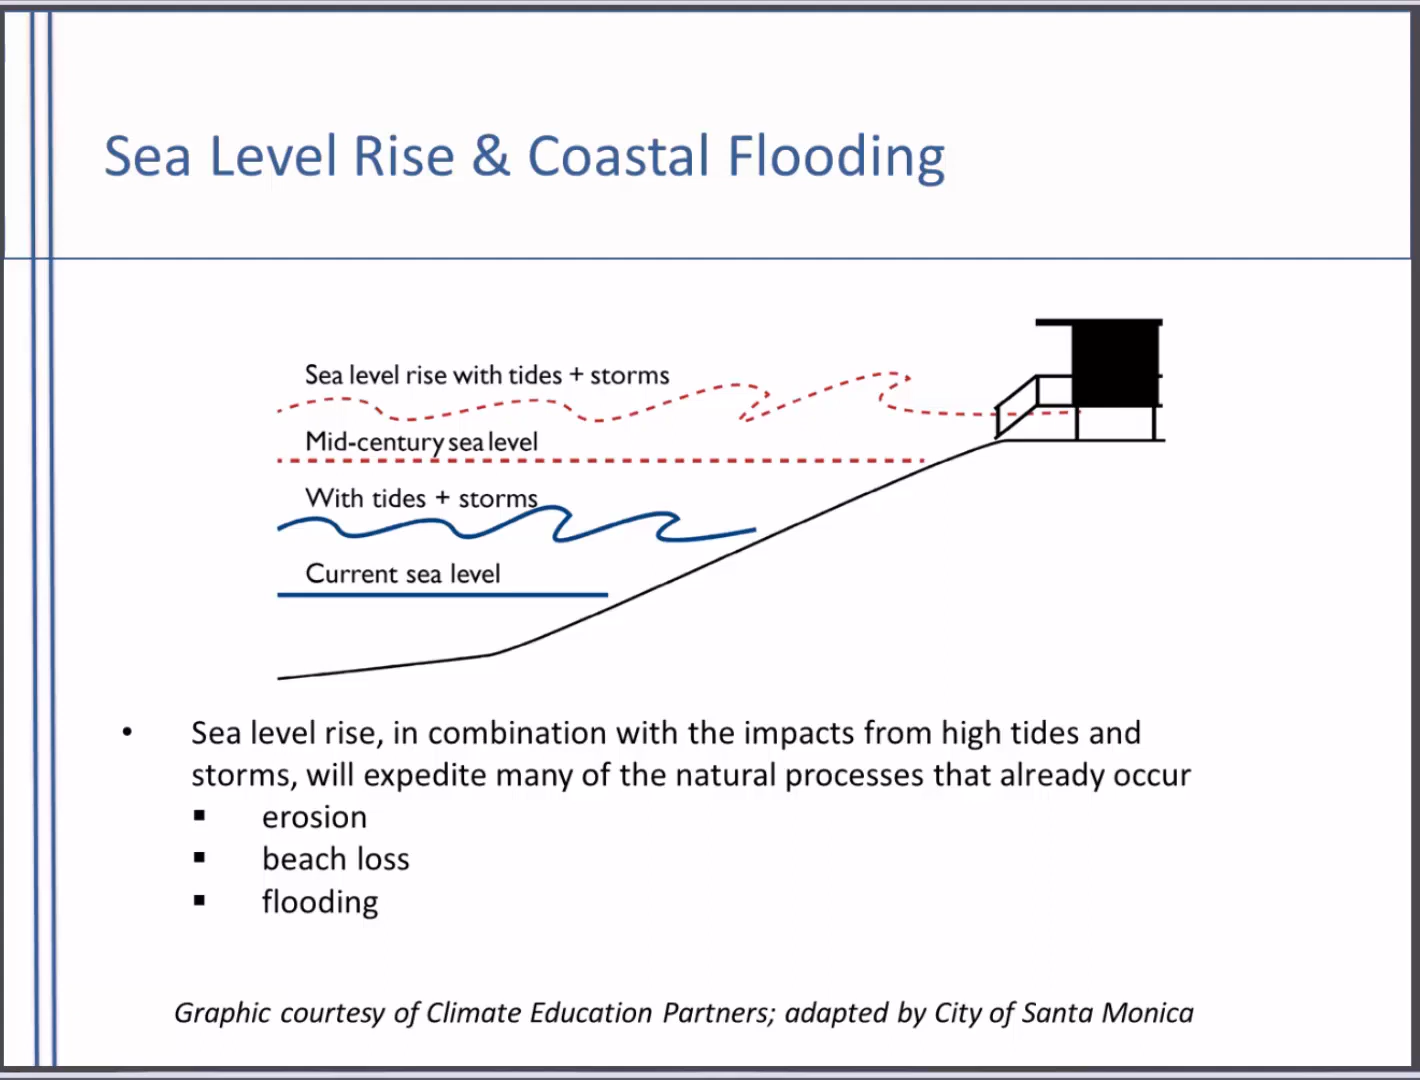 Sea Level Rise & Coastal Flooding
Sea level rise with tides + storms
Mid-century sea level
With tides + storms
Current sea level
• Sea level rise, in combination with the impacts from high tides and
storms, will expedite many of the natural processes that already occur
▪ erosion
▪ beach loss
▪ flooding
Graphic courtesy of Climate Education Partners; adapted by City of Santa Monica